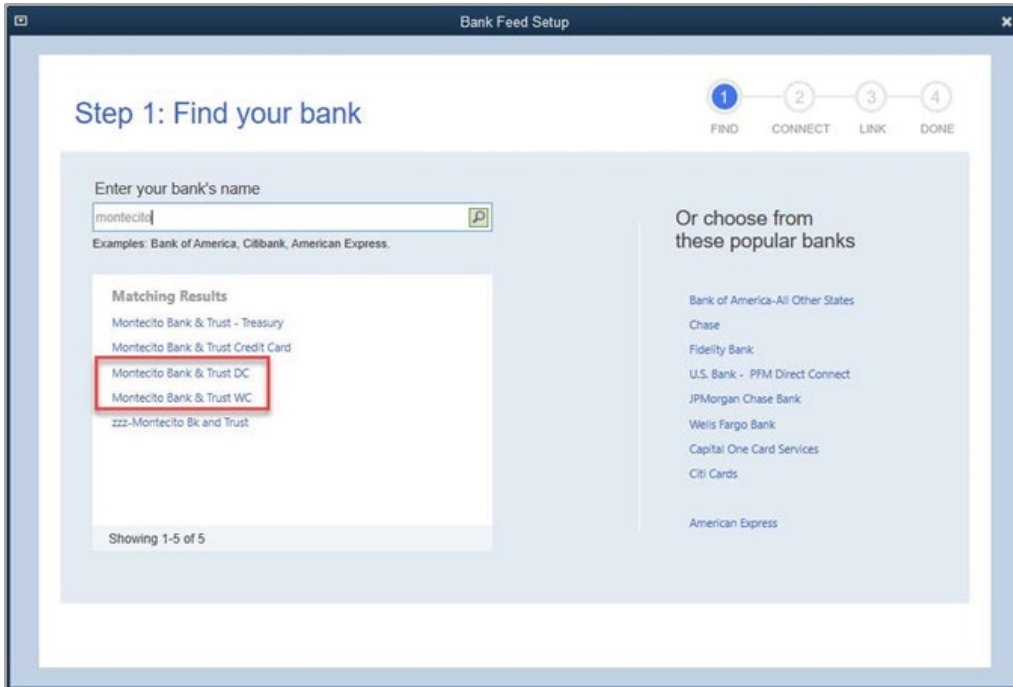 Bank Feed Setup
Step 1: Find your bank
1 2 3 4
FIND CONNECT LINK DONE
Enter your bank's name
montecito
Examples: Bank of America, Citibank, American Express.
Matching Results
Montecito Bank & Trust - Treasury
Montecito Bank & Trust Credit Card
Montecito Bank & Trust DC
Montecito Bank & Trust WC
zzz-Montecito Bk and Trust
Showing 1-5 of 5
Or choose from
these popular banks
Bank of America-All Other States
Chase
Fidelity Bank
U.S. Bank - PFM Direct Connect
JPMorgan Chase Bank
Wells Fargo Bank
Capital One Card Services
Citi Cards
American Express